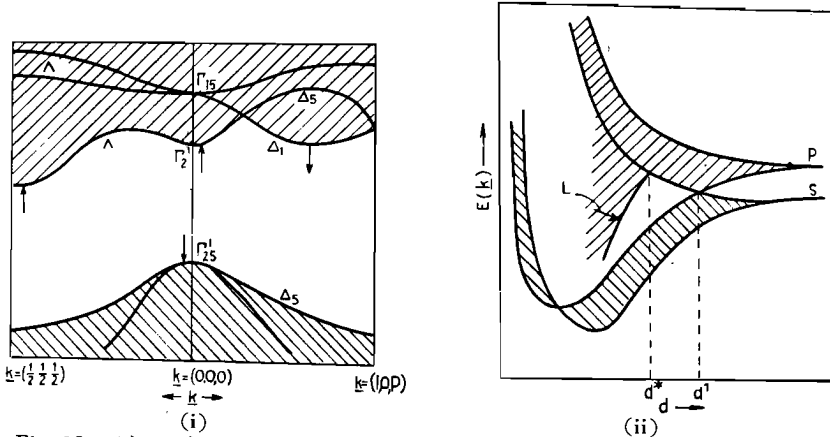 Λ
Γ15
Δ5
Λ
Γ2'
Δ1
Γ25'
Δ5
k=(½ ½ ½)
k=(0,0,0)
k=(1,0,0)
← k →
(i)
E(k) →
L
P
S
d*
d'
d →
(ii)